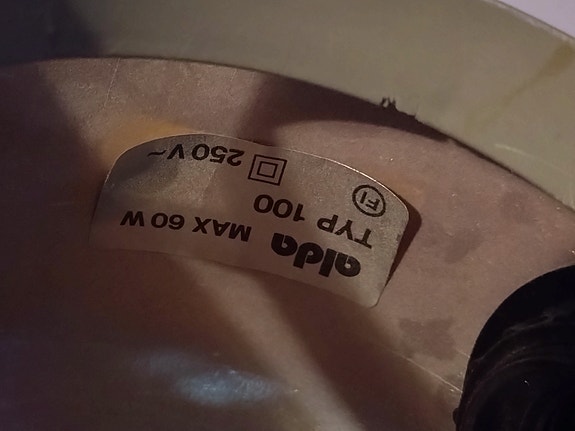 alda MAX 60 W
TYP 100
FI 250 V ~